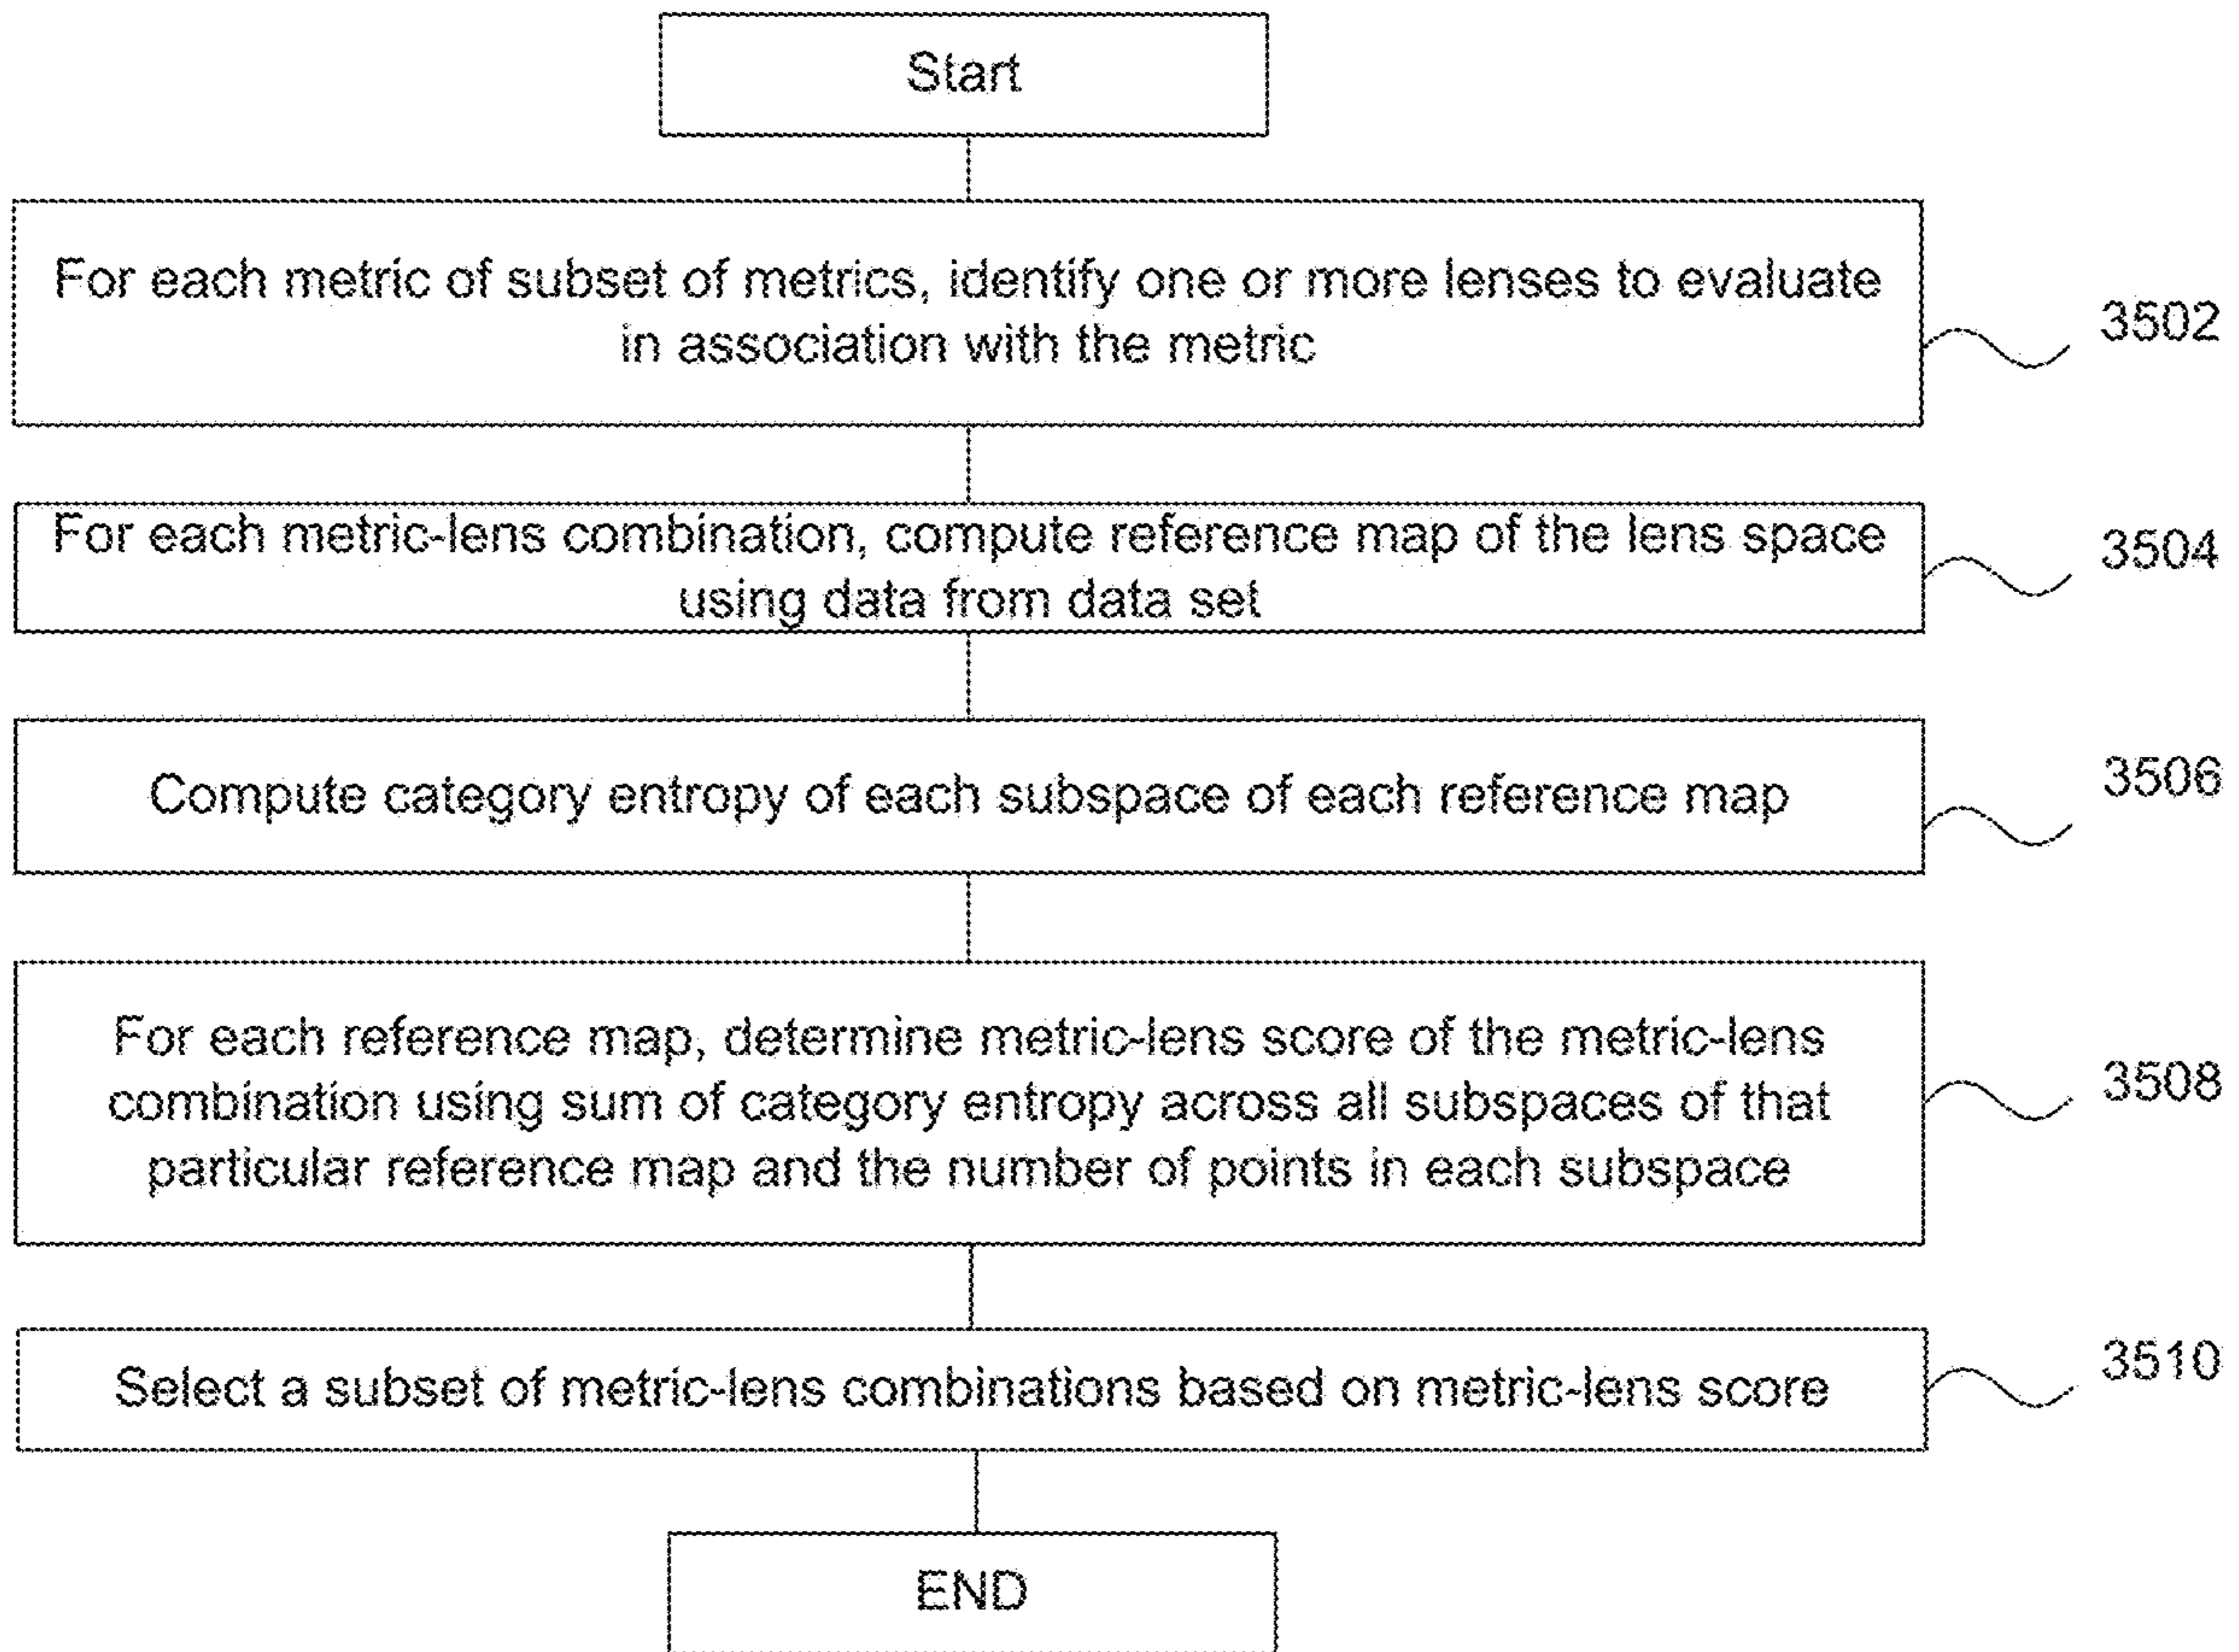 Start
For each metric of subset of metrics, identify one or more lenses to evaluate
in association with the metric
3502
For each metric-lens combination, compute reference map of the lens space
using data from data set
3504
Compute category entropy of each subspace of each reference map
3506
For each reference map, determine metric-lens score of the metric-lens
combination using sum of category entropy across all subspaces of that
particular reference map and the number of points in each subspace
3508
Select a subset of metric-lens combinations based on metric-lens score
3510
END